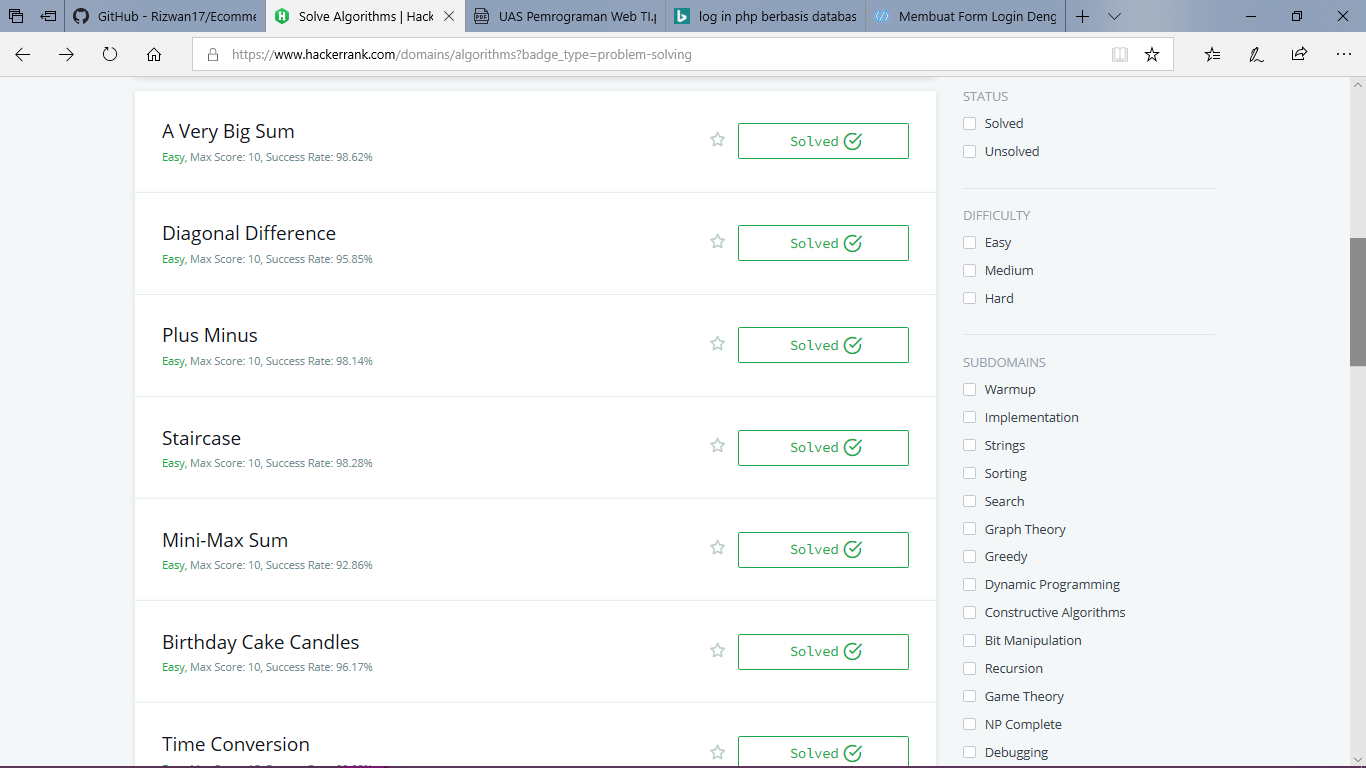 GitHub - Rizwan17/Ecomme
Solve Algorithms | Hack
UAS Pemrograman Web TI.p
log in php berbasis databas
Membuat Form Login Deng
https://www.hackerrank.com/domains/algorithms?badge_type=problem-solving
A Very Big Sum
Easy, Max Score: 10, Success Rate: 98.62%
Solved
Diagonal Difference
Easy, Max Score: 10, Success Rate: 95.85%
Solved
Plus Minus
Easy, Max Score: 10, Success Rate: 98.14%
Solved
Staircase
Easy, Max Score: 10, Success Rate: 98.28%
Solved
Mini-Max Sum
Easy, Max Score: 10, Success Rate: 92.86%
Solved
Birthday Cake Candles
Easy, Max Score: 10, Success Rate: 96.17%
Solved
Time Conversion
Solved
STATUS
Solved
Unsolved
DIFFICULTY
Easy
Medium
Hard
SUBDOMAINS
Warmup
Implementation
Strings
Sorting
Search
Graph Theory
Greedy
Dynamic Programming
Constructive Algorithms
Bit Manipulation
Recursion
Game Theory
NP Complete
Debugging